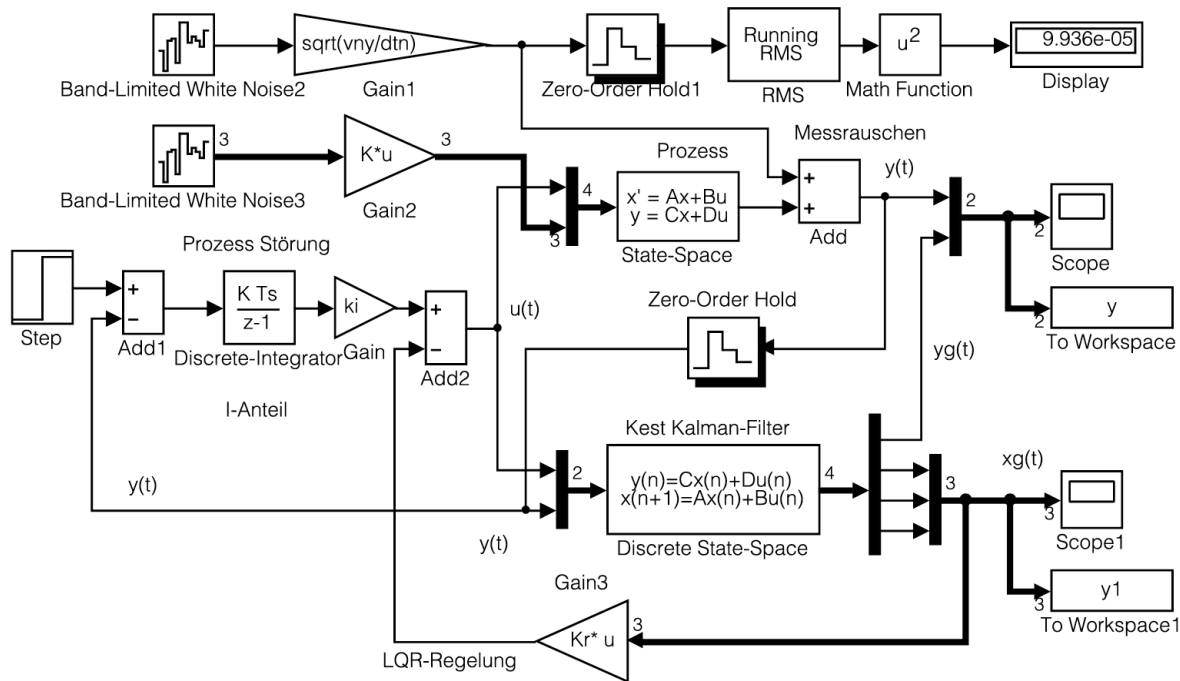 sqrt(vny/dtn)
Running
RMS
u²
9.936e-05
Band-Limited White Noise2
Gain1
Zero-Order Hold1
RMS
Math Function
Display
3
K*u
3
Messrauschen
Band-Limited White Noise3
Gain2
Prozess
4
3
x' = Ax+Bu
y = Cx+Du
State-Space
+
+
Add
y(t)
2
2
Scope
Prozess Störung
Step
+
−
Add1
K Ts
z-1
Discrete-Integrator
ki
Gain
+
−
Add2
u(t)
Zero-Order Hold
yg(t)
y
2
To Workspace
I-Anteil
Kest Kalman-Filter
y(t)
y(t)
2
y(n)=Cx(n)+Du(n)
x(n+1)=Ax(n)+Bu(n)
4
Discrete State-Space
3
xg(t)
3
Scope1
y1
3
To Workspace1
Gain3
Kr* u
3
LQR-Regelung